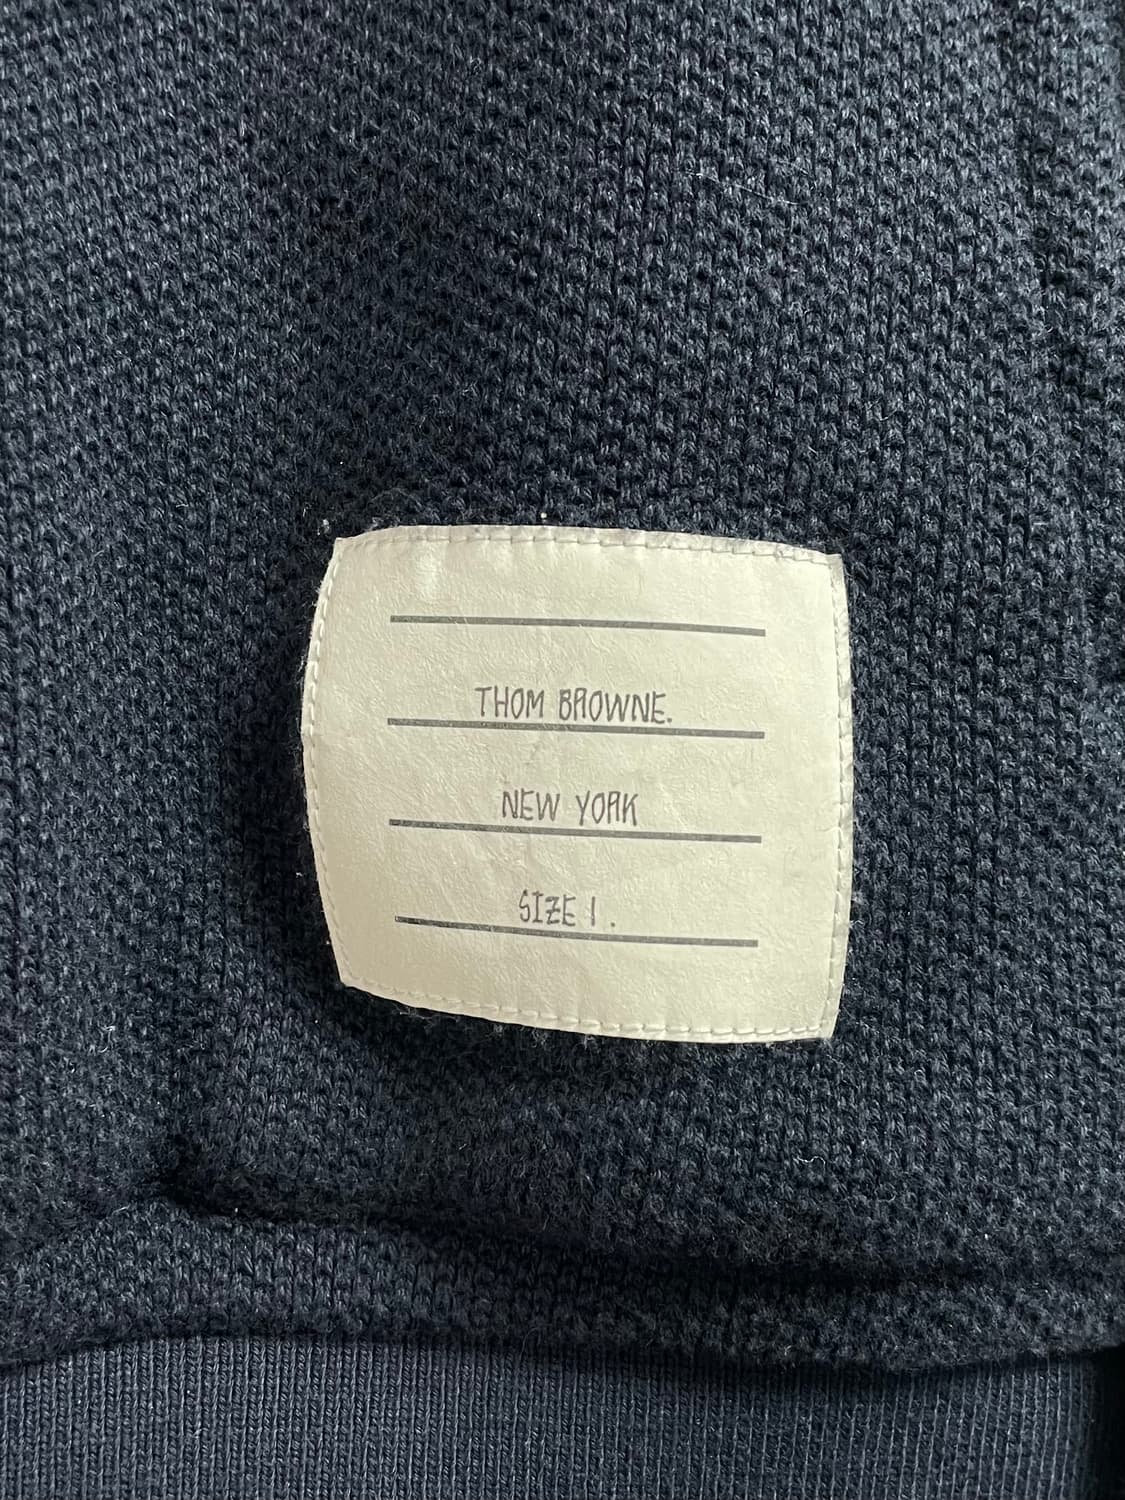 THOM BROWNE.
NEW YORK
SIZE 1.